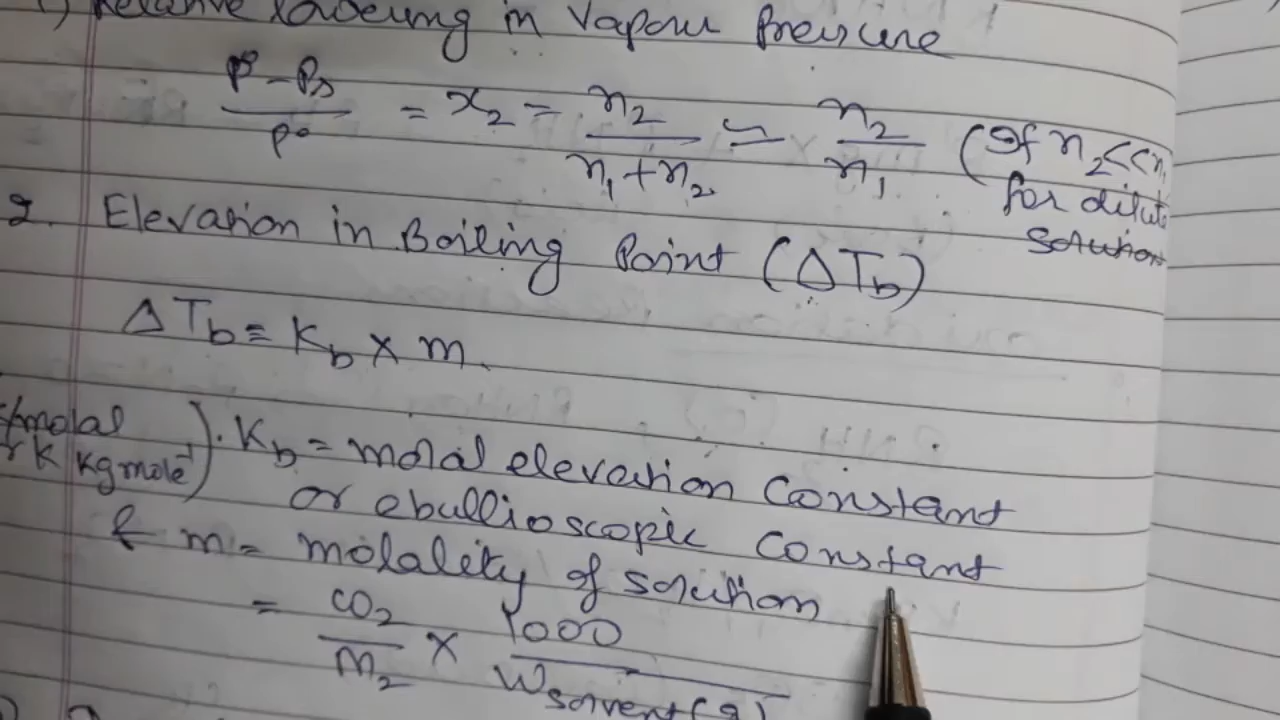 1) Relative lowering in Vapour Pressure
P° - Ps / P° = x2 = n2 / n1 + n2 ≃ n2 / n1 (If n2 << n1
for dilute
solution
2. Elevation in Boiling Point (ΔTb)
ΔTb = Kb × m.
/molal
K kg mole-1). Kb = molal elevation constant
or ebullioscopic constant
& m = molality of solution
= ω2 / m2 × 1000 / Wsolvent(g)